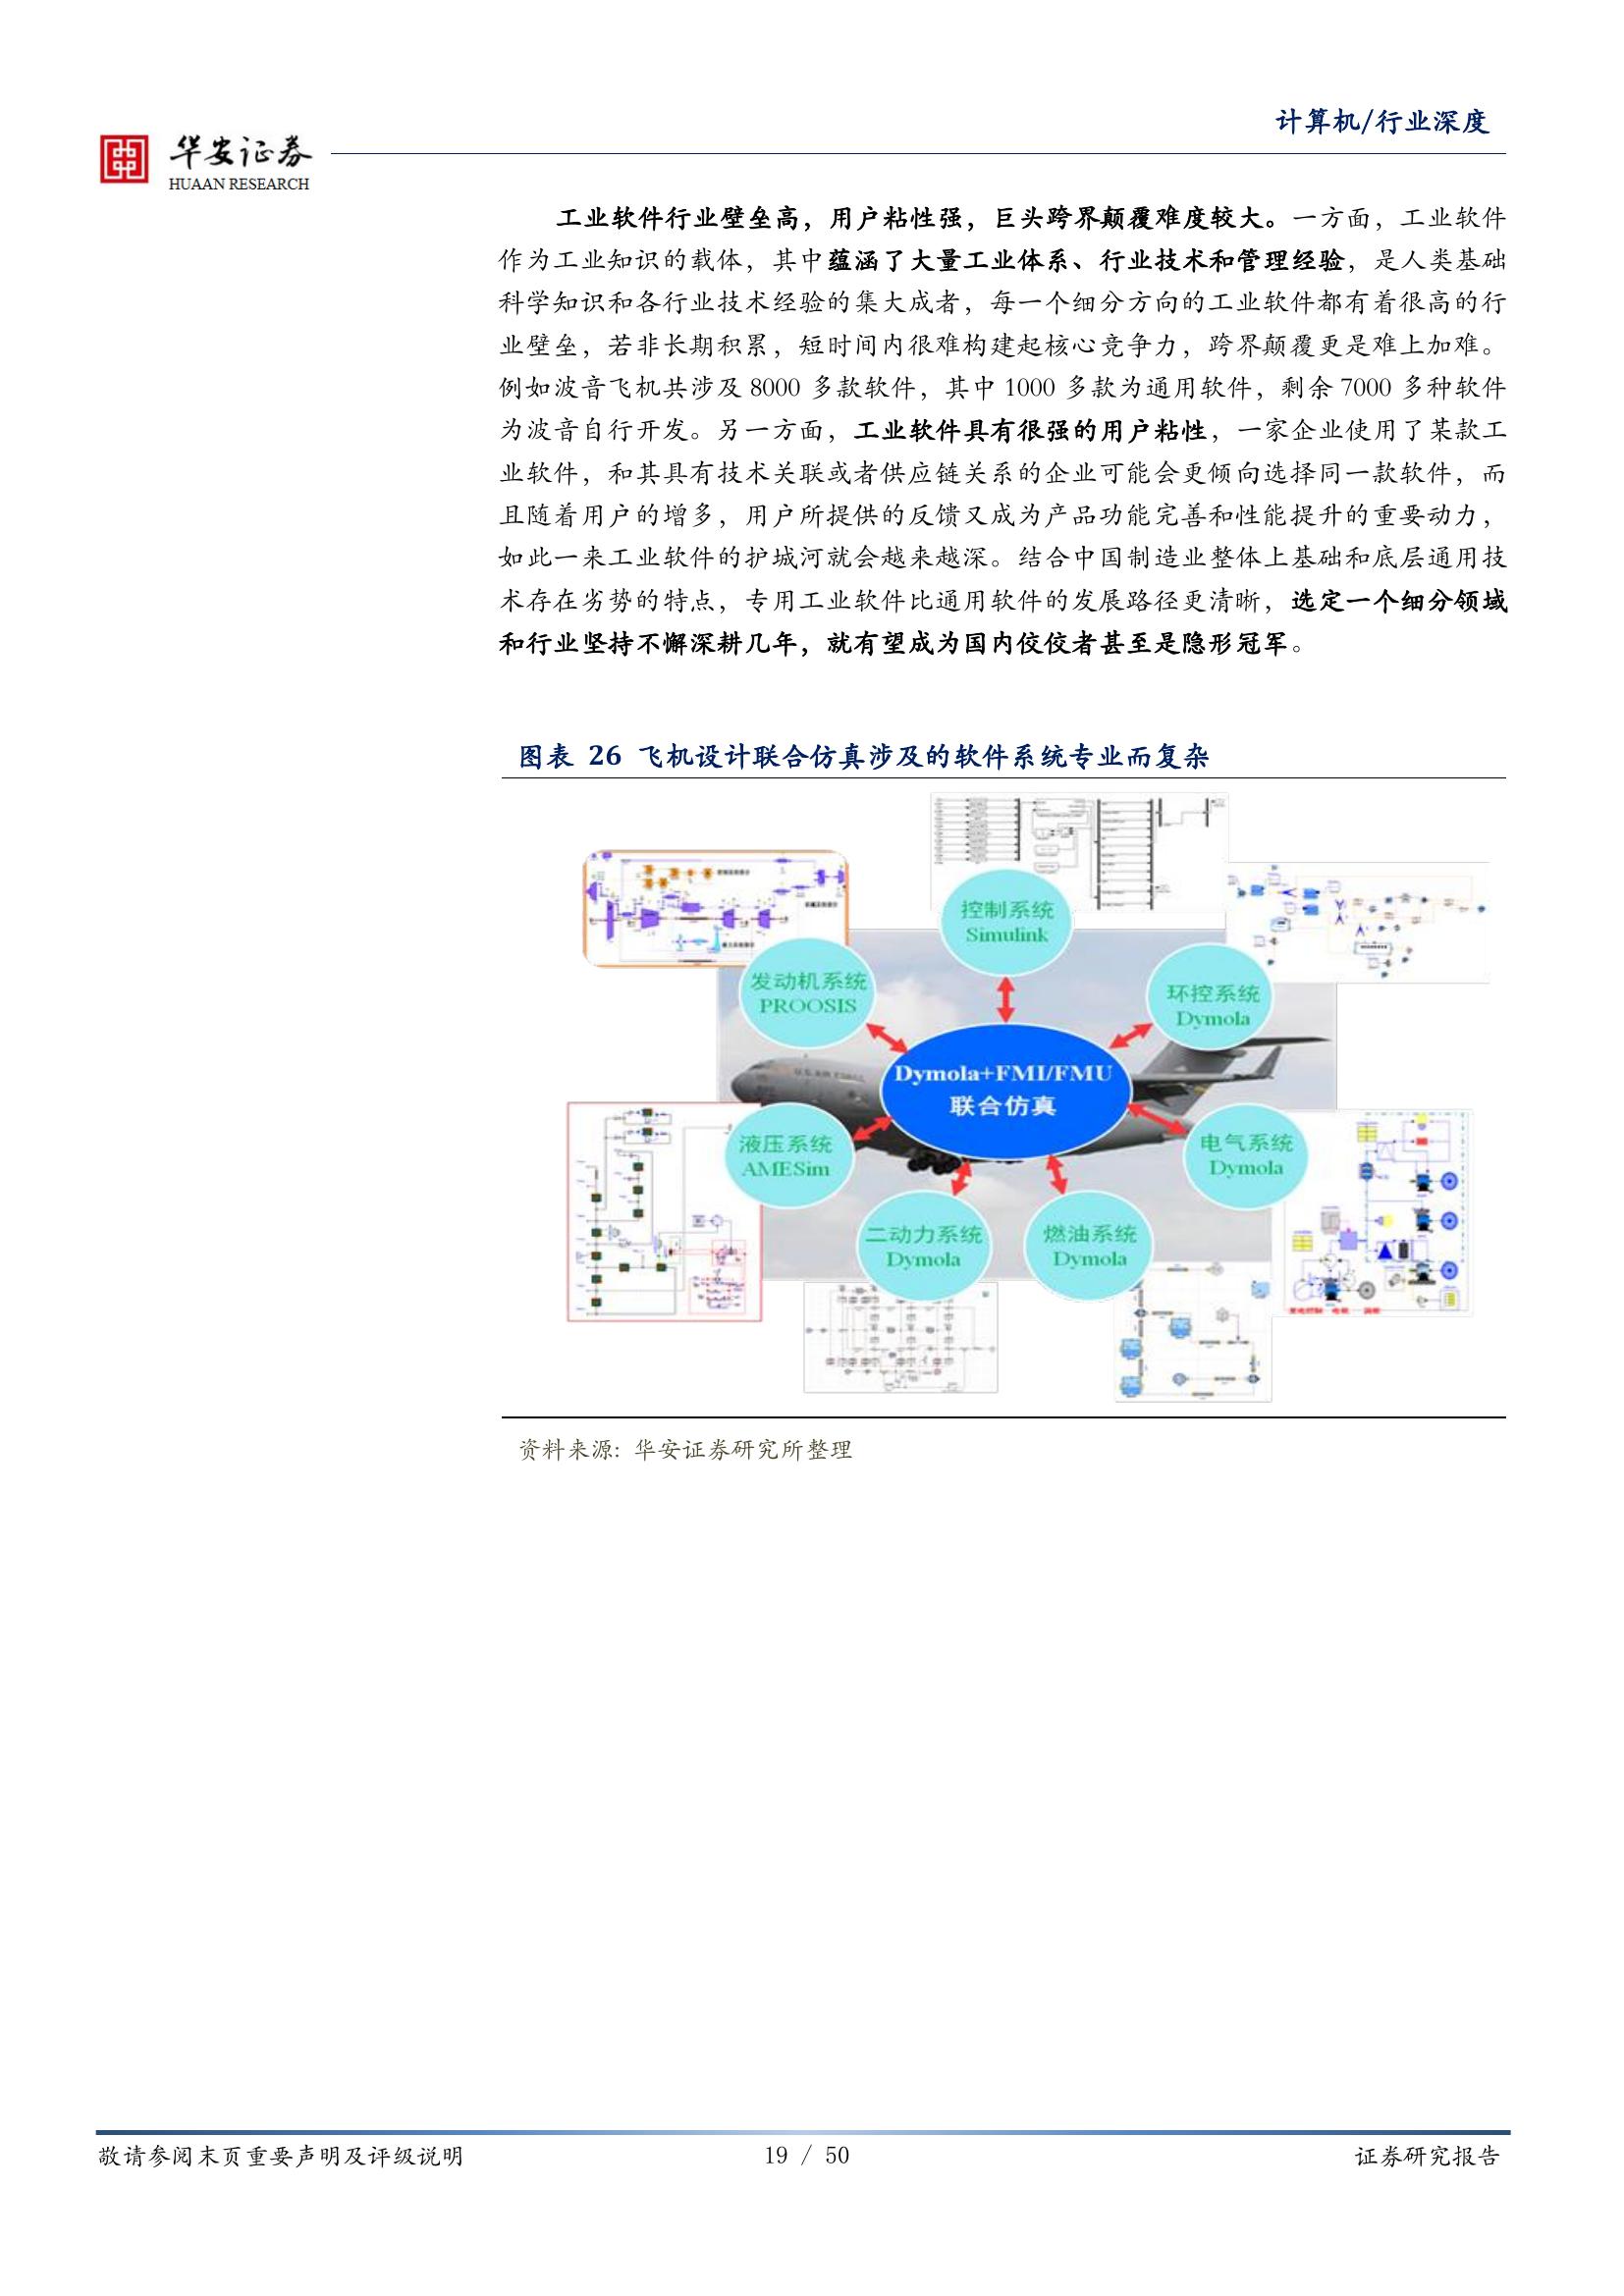 计算机/行业深度
华安证券
HUAAN RESEARCH
工业软件行业壁垒高，用户粘性强，巨头跨界颠覆难度较大。一方面，工业软件
作为工业知识的载体，其中蕴涵了大量工业体系、行业技术和管理经验，是人类基础
科学知识和各行业技术经验的集大成者，每一个细分方向的工业软件都有着很高的行
业壁垒，若非长期积累，短时间内很难构建起核心竞争力，跨界颠覆更是难上加难。
例如波音飞机共涉及 8000 多款软件，其中 1000 多款为通用软件，剩余 7000 多种软件
为波音自行开发。另一方面，工业软件具有很强的用户粘性，一家企业使用了某款工
业软件，和其具有技术关联或者供应链关系的企业可能会更倾向选择同一款软件，而
且随着用户的增多，用户所提供的反馈又成为产品功能完善和性能提升的重要动力，
如此一来工业软件的护城河就会越来越深。结合中国制造业整体上基础和底层通用技
术存在劣势的特点，专用工业软件比通用软件的发展路径更清晰，选定一个细分领域
和行业坚持不懈深耕几年，就有望成为国内佼佼者甚至是隐形冠军。
图表 26 飞机设计联合仿真涉及的软件系统专业而复杂
控制系统
Simulink
发动机系统
PROOSIS
环控系统
Dymola
Dymola+FMI/FMU
联合仿真
液压系统
AMESim
电气系统
Dymola
二动力系统
Dymola
燃油系统
Dymola
资料来源：华安证券研究所整理
敬请参阅末页重要声明及评级说明
19 / 50
证券研究报告